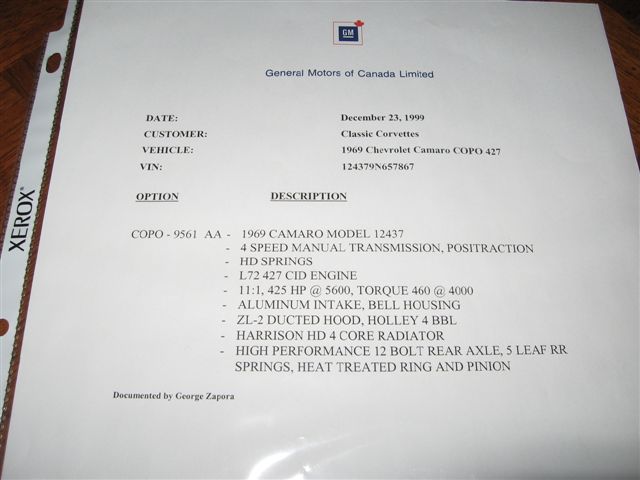 GM
General Motors of Canada Limited
DATE: December 23, 1999
CUSTOMER: Classic Corvettes
VEHICLE: 1969 Chevrolet Camaro COPO 427
VIN: 124379N657867
OPTION DESCRIPTION
COPO - 9561 AA - 1969 CAMARO MODEL 12437
- 4 SPEED MANUAL TRANSMISSION, POSITRACTION
- HD SPRINGS
- L72 427 CID ENGINE
- 11:1, 425 HP @ 5600, TORQUE 460 @ 4000
- ALUMINUM INTAKE, BELL HOUSING
- ZL-2 DUCTED HOOD, HOLLEY 4 BBL
- HARRISON HD 4 CORE RADIATOR
- HIGH PERFORMANCE 12 BOLT REAR AXLE, 5 LEAF RR
SPRINGS, HEAT TREATED RING AND PINION
Documented by George Zapora
XEROX®